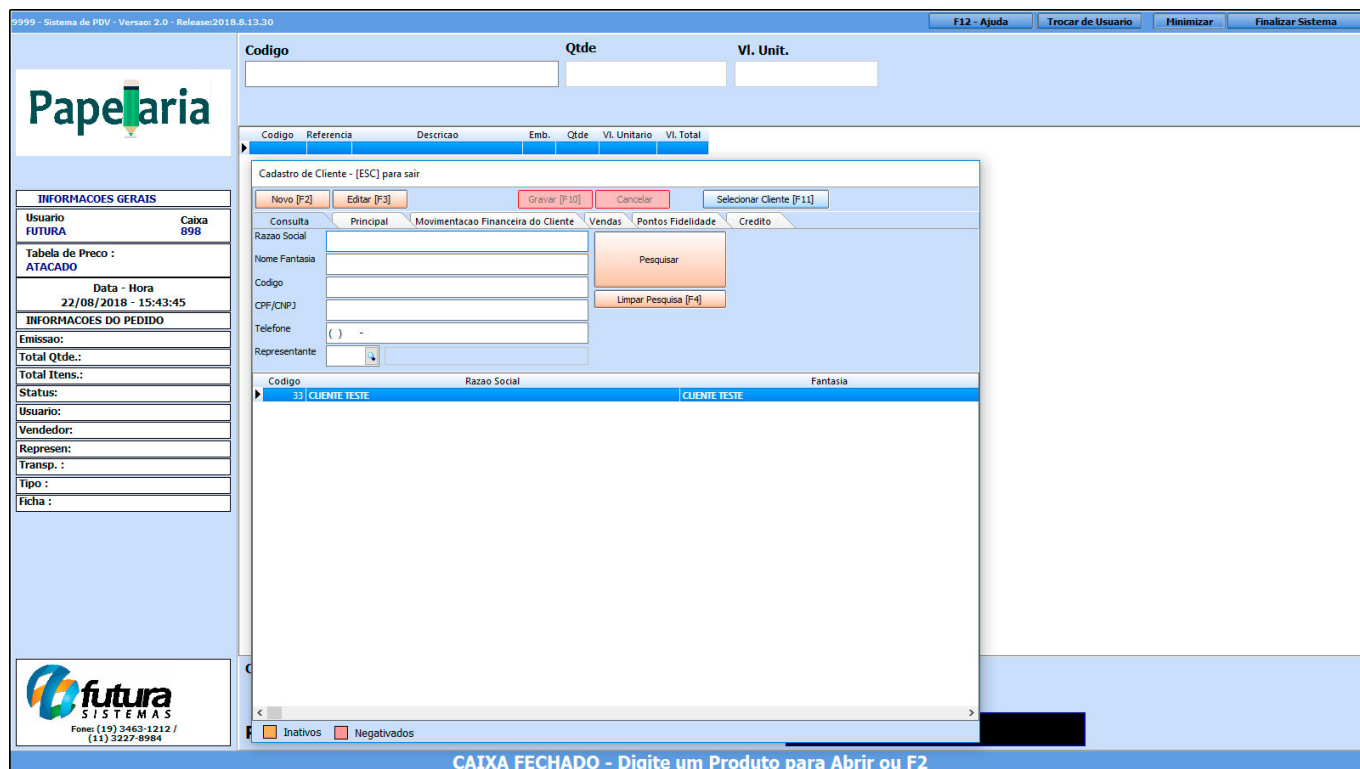 9999 - Sistema de PDV - Versao: 2.0 - Release:2018.8.13.30
F12 - Ajuda
Trocar de Usuario
Minimizar
Finalizar Sistema
Codigo
Qtde
Vl. Unit.
Papelaria
Codigo Referencia Descricao Emb. Qtde Vl. Unitario Vl. Total
INFORMACOES GERAIS
Usuario Caixa
FUTURA 898
Tabela de Preco :
ATACADO
Data - Hora
22/08/2018 - 15:43:45
INFORMACOES DO PEDIDO
Emissao:
Total Qtde.:
Total Itens.:
Status:
Usuario:
Vendedor:
Represen:
Transp. :
Tipo :
Ficha :
futura
SISTEMAS
Fone: (19) 3463-1212 /
(11) 3227-8984
Cadastro de Cliente - [ESC] para sair
Novo [F2] Editar [F3] Gravar [F10] Cancelar Selecionar Cliente [F11]
Consulta Principal Movimentacao Financeira do Cliente Vendas Pontos Fidelidade Credito
Razao Social
Nome Fantasia
Codigo
CPF/CNPJ
Telefone ( ) -
Representante
Pesquisar
Limpar Pesquisa [F4]
Codigo Razao Social Fantasia
33 CLIENTE TESTE CLIENTE TESTE
Inativos Negativados
CAIXA FECHADO - Digite um Produto para Abrir ou F2